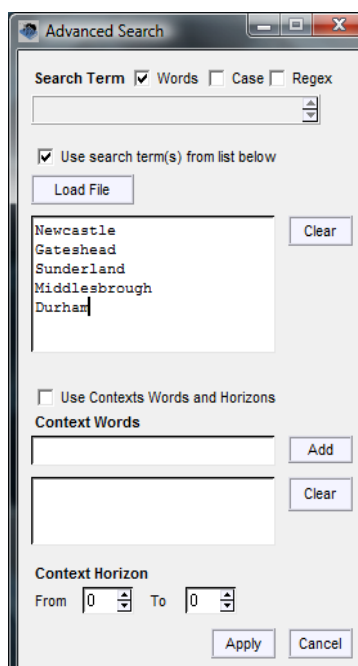 Advanced Search
Search Term Words Case Regex
Use search term(s) from list below
Load File
Newcastle Clear
Gateshead
Sunderland
Middlesbrough
Durham
Use Contexts Words and Horizons
Context Words
Add
Clear
Context Horizon
From 0 To 0
Apply Cancel